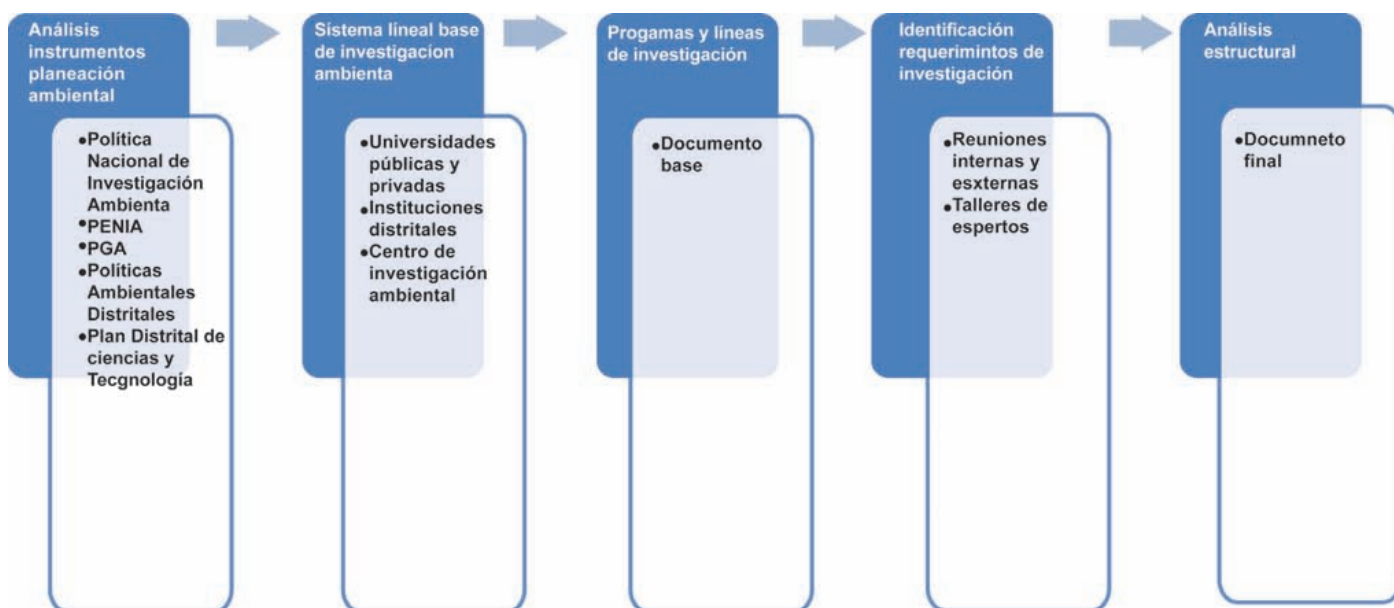 Análisis
instrumentos
planeación
ambiental
•Política
Nacional de
Investigación
Ambienta
•PENIA
•PGA
•Políticas
Ambientales
Distritales
•Plan Distrital de
ciencias y
Tecgnología
Sistema líneal base
de investigacion
ambienta
•Universidades
públicas y
privadas
•Instituciones
distritales
•Centro de
investigación
ambiental
Progamas y líneas
de investigación
•Documento
base
Identificación
requerimintos de
investigación
•Reuniones
internas y
esxternas
•Talleres de
espertos
Análisis
estructural
•Documneto
final